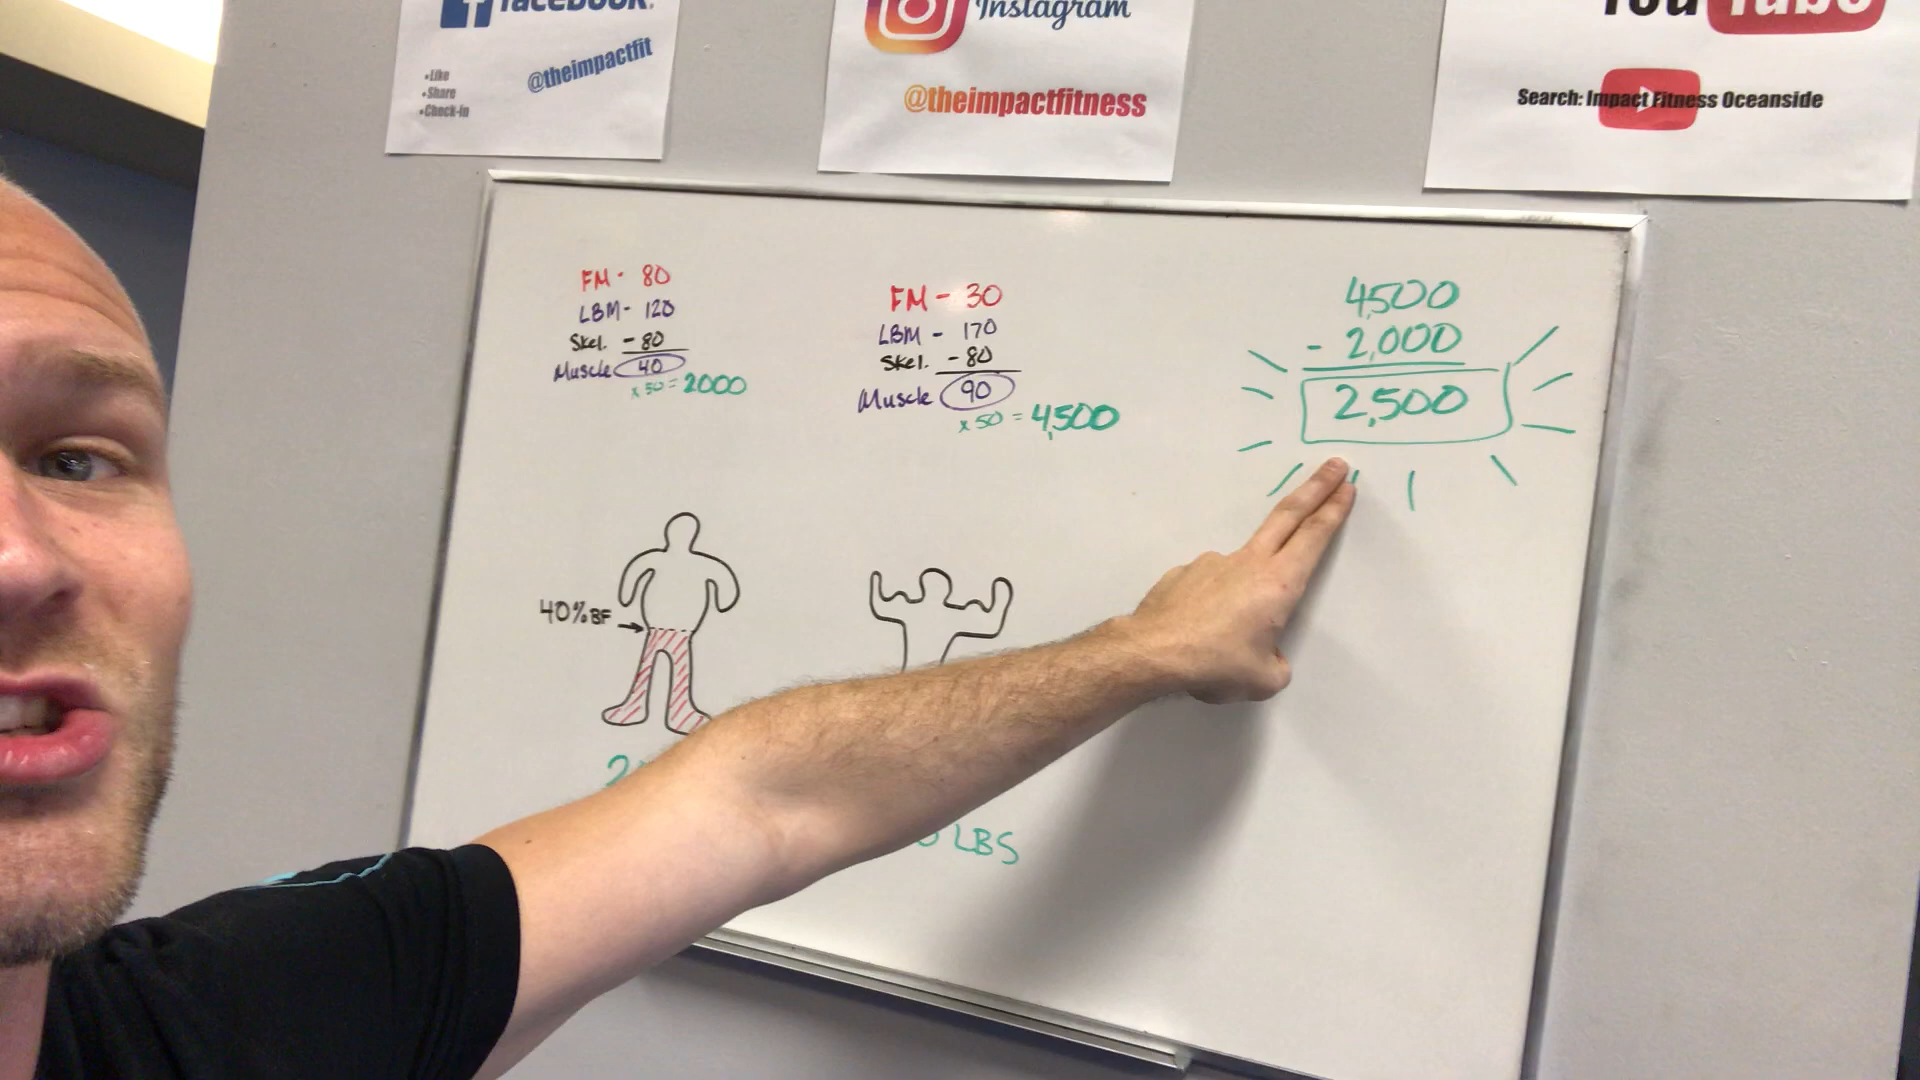 facebook.
•Like
•Share
•Check-in
@theimpactfit
Instagram
@theimpactfitness
YouTube
Search: Impact Fitness Oceanside
FM - 80
LBM - 120
Skel. - 80
Muscle 40
x 50 = 2000
FM - 30
LBM - 170
Skel. - 80
Muscle 90
x 50 = 4,500
4,500
- 2,000
2,500
40% BF
LBS